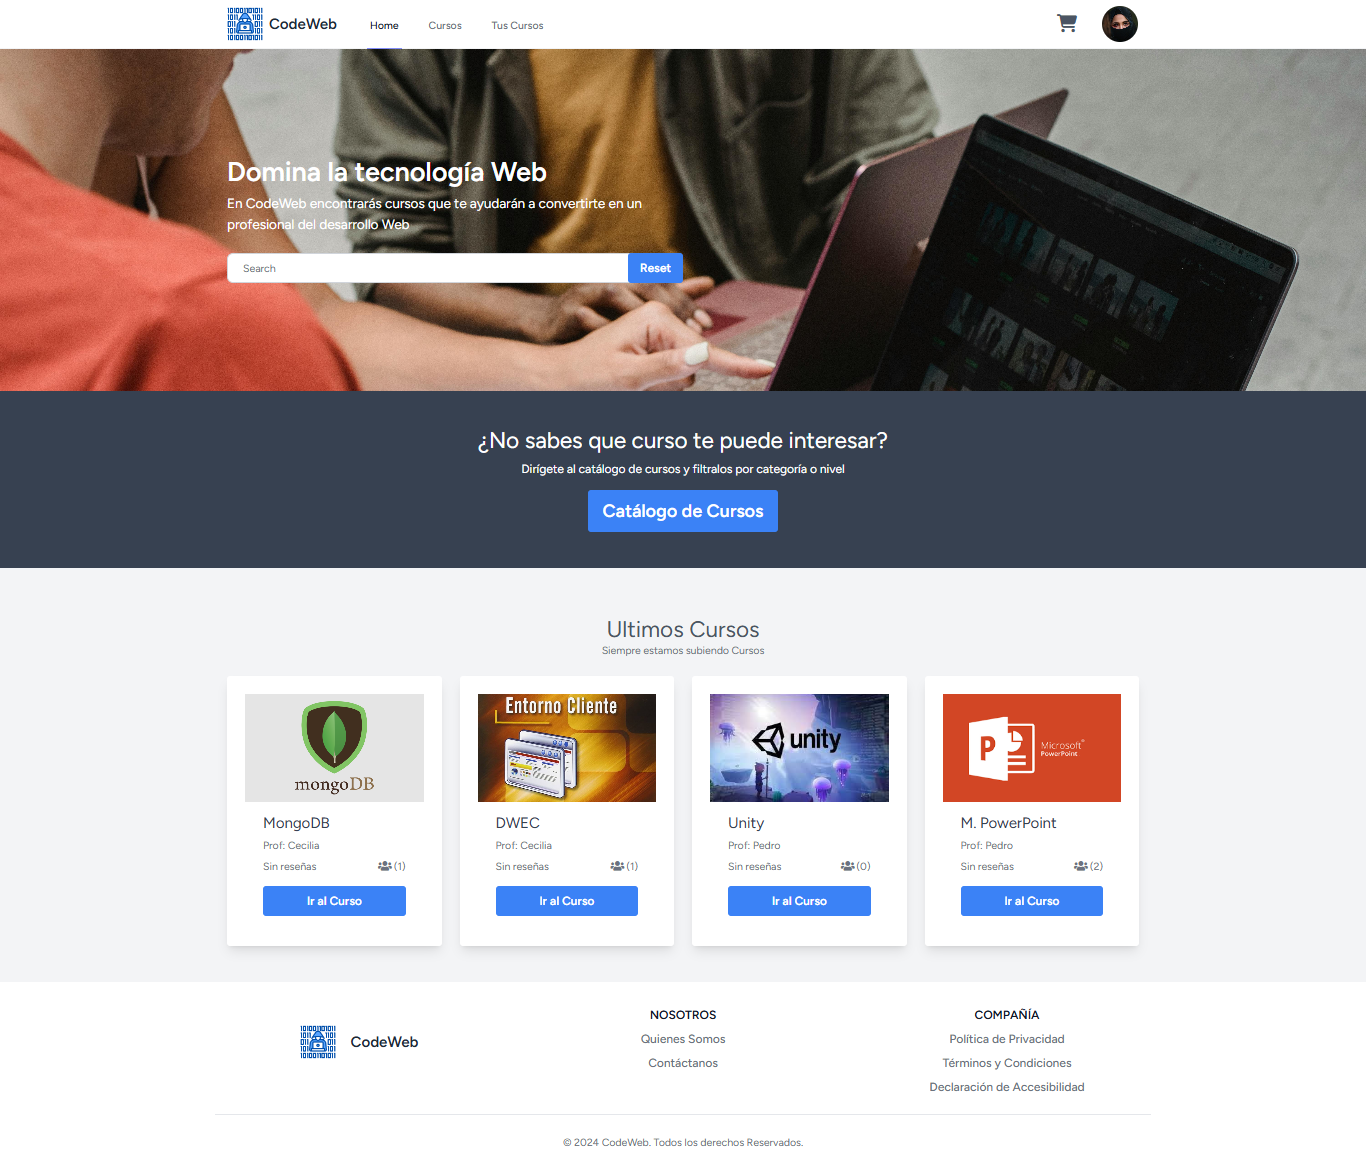 CodeWeb
Home
Cursos
Tus Cursos
Domina la tecnología Web
En CodeWeb encontrarás cursos que te ayudarán a convertirte en un
profesional del desarrollo Web
Search
Reset
¿No sabes que curso te puede interesar?
Dirígete al catálogo de cursos y filtralos por categoría o nivel
Catálogo de Cursos
Ultimos Cursos
Siempre estamos subiendo Cursos
mongoDB
MongoDB
Prof: Cecilia
Sin reseñas
(1)
Ir al Curso
Entorno Cliente
DWEC
Prof: Cecilia
Sin reseñas
(1)
Ir al Curso
unity
Unity
Prof: Pedro
Sin reseñas
(0)
Ir al Curso
P
Microsoft®
PowerPoint
M. PowerPoint
Prof: Pedro
Sin reseñas
(2)
Ir al Curso
CodeWeb
NOSOTROS
Quienes Somos
Contáctanos
COMPAÑÍA
Política de Privacidad
Términos y Condiciones
Declaración de Accesibilidad
© 2024 CodeWeb. Todos los derechos Reservados.